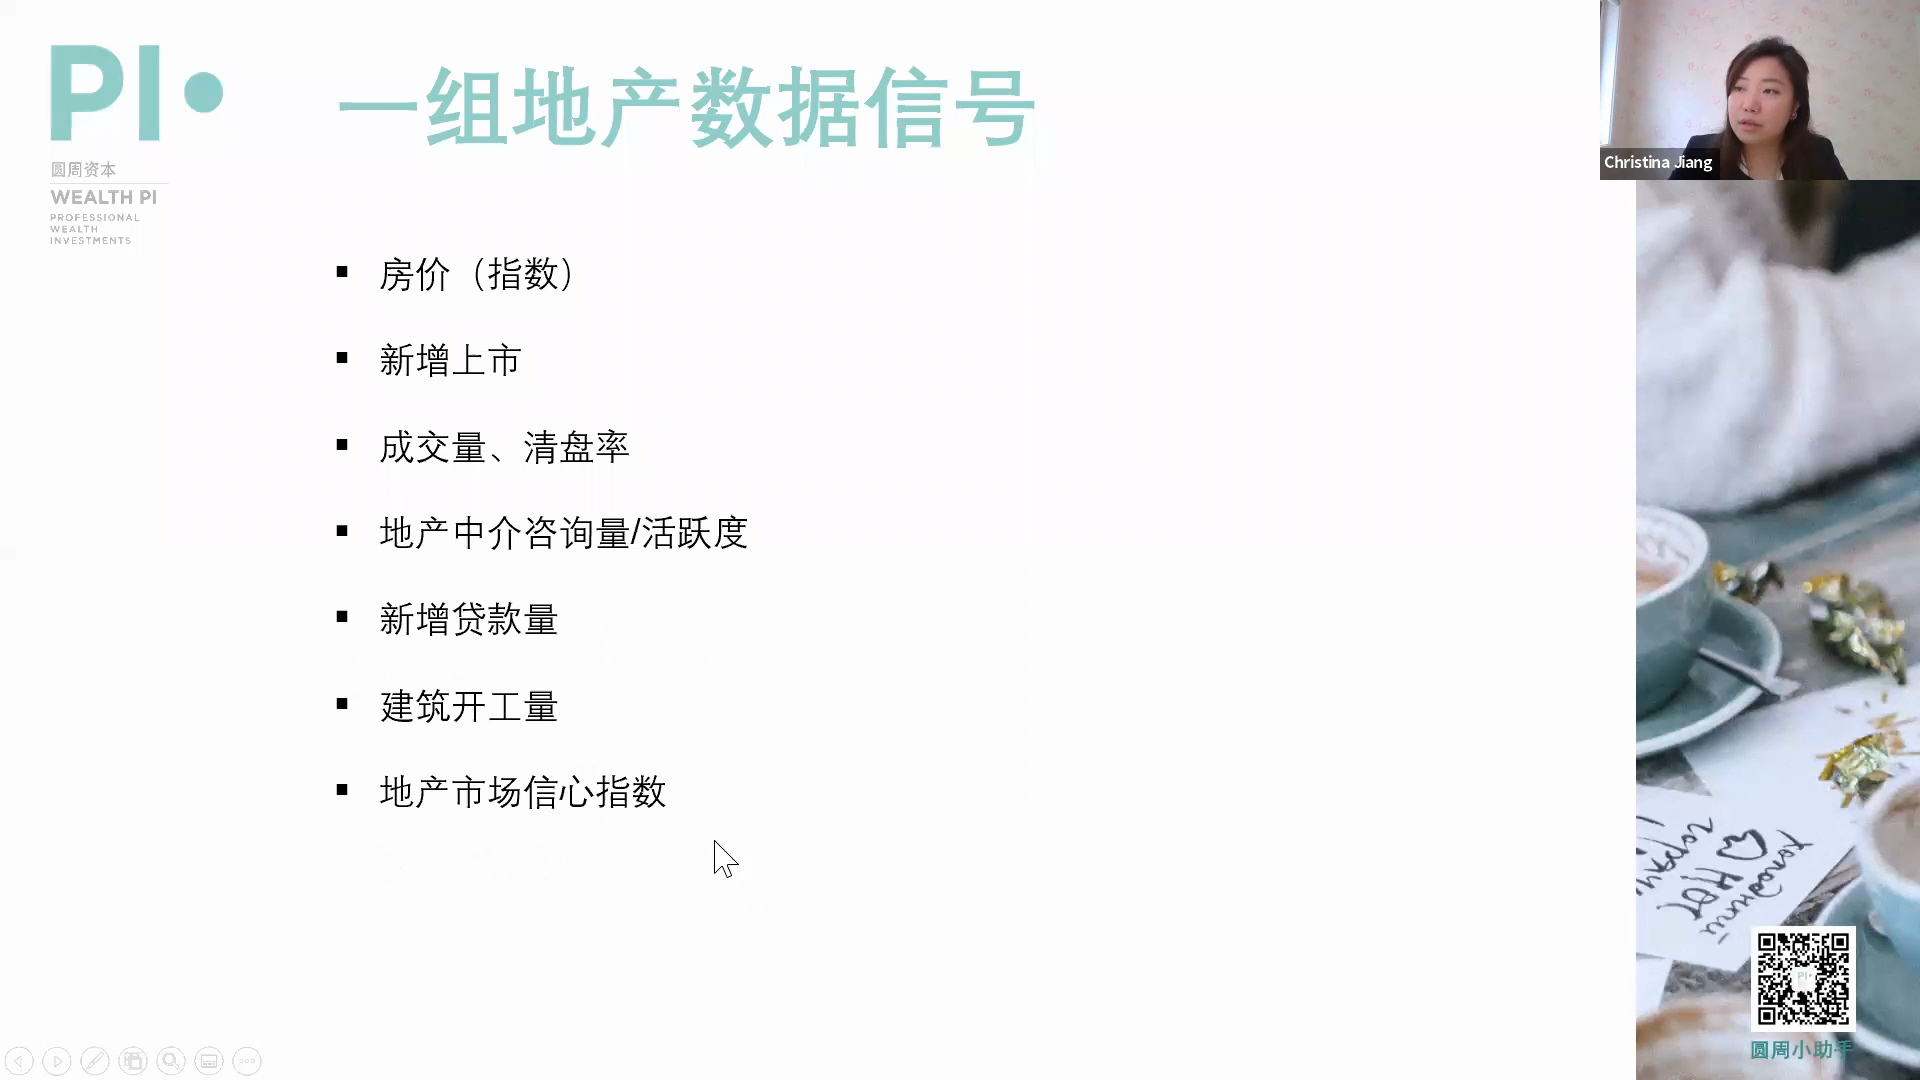 PI
一组地产数据信号
Christina Jiang
圆周资本
WEALTH PI
PROFESSIONAL
WEALTH
INVESTMENTS
▪ 房价（指数）
▪ 新增上市
▪ 成交量、清盘率
▪ 地产中介咨询量/活跃度
▪ 新增贷款量
▪ 建筑开工量
▪ 地产市场信心指数
圆周小助手